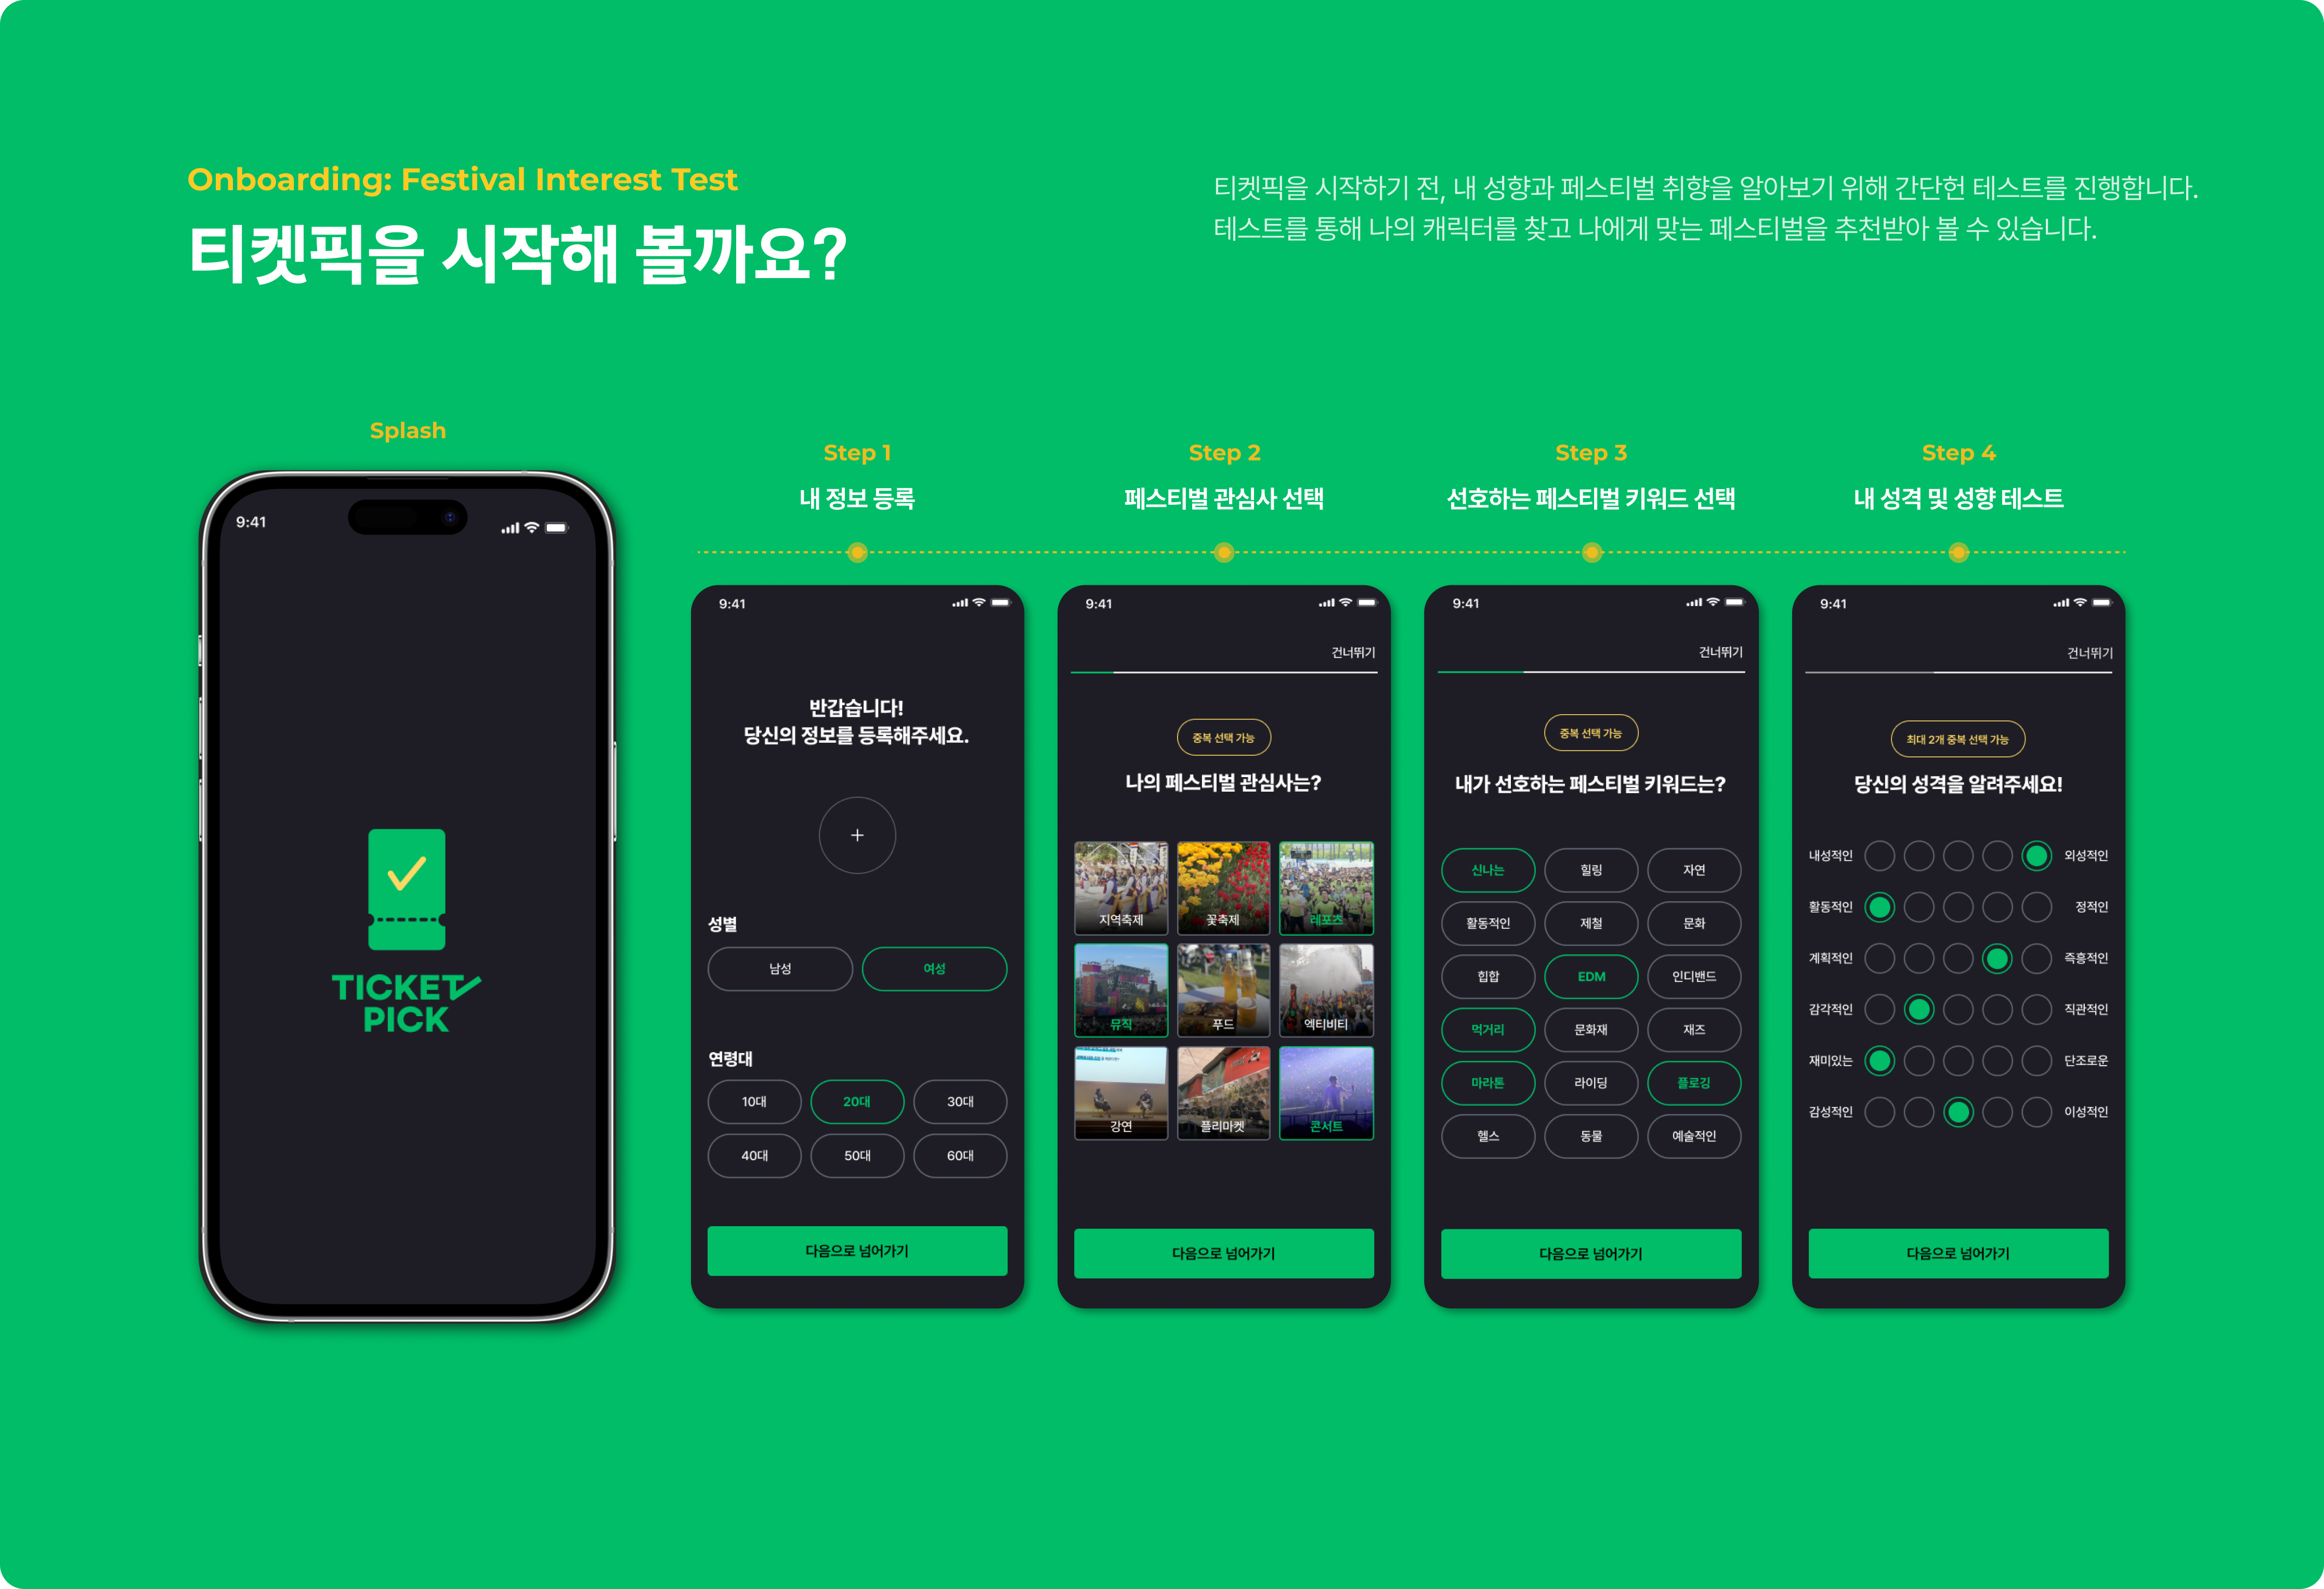 Onboarding: Festival Interest Test
티켓픽을 시작해 볼까요?
티켓픽을 시작하기 전, 내 성향과 페스티벌 취향을 알아보기 위해 간단헌 테스트를 진행합니다.
테스트를 통해 나의 캐릭터를 찾고 나에게 맞는 페스티벌을 추천받아 볼 수 있습니다.
Splash
9:41
TICKET
PICK
Step 1
내 정보 등록
9:41
반갑습니다!
당신의 정보를 등록해주세요.
+
성별
남성 여성
연령대
10대 20대 30대
40대 50대 60대
다음으로 넘어가기
Step 2
페스티벌 관심사 선택
9:41
건너뛰기
중복 선택 가능
나의 페스티벌 관심사는?
지역축제 꽃축제 레포츠
뮤직 푸드 엑티비티
강연 플리마켓 콘서트
다음으로 넘어가기
Step 3
선호하는 페스티벌 키워드 선택
9:41
건너뛰기
중복 선택 가능
내가 선호하는 페스티벌 키워드는?
신나는 힐링 자연
활동적인 제철 문화
힙합 EDM 인디밴드
먹거리 문화재 재즈
마라톤 라이딩 플로깅
헬스 동물 예술적인
다음으로 넘어가기
Step 4
내 성격 및 성향 테스트
9:41
건너뛰기
최대 2개 중복 선택 가능
당신의 성격을 알려주세요!
내성적인 외성적인
활동적인 정적인
계획적인 즉흥적인
감각적인 직관적인
재미있는 단조로운
감성적인 이성적인
다음으로 넘어가기